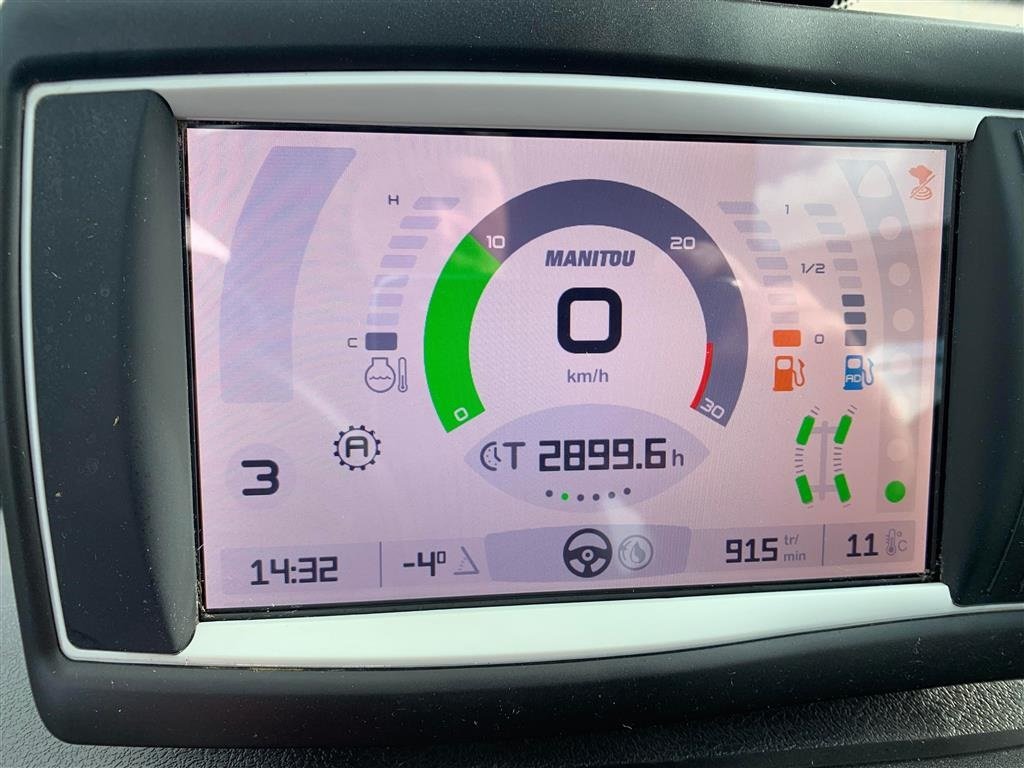 H
10
20
1
MANITOU
1/2
0
C
0
km/h
AD
0
30
A
T 2899.6 h
3
14:32
-4°
915 tr/min
11 °C